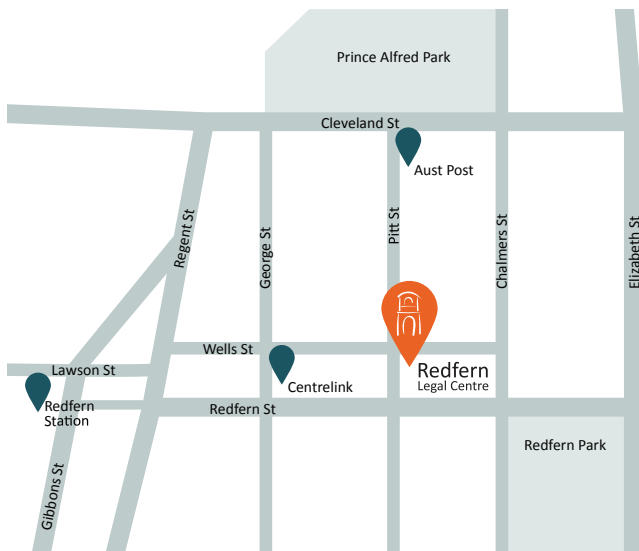 Prince Alfred Park
Cleveland St
Aust Post
Regent St
George St
Pitt St
Chalmers St
Elizabeth St
Wells St
Lawson St
Centrelink
Redfern
Legal Centre
Redfern
Station
Redfern St
Redfern Park
Gibbons St